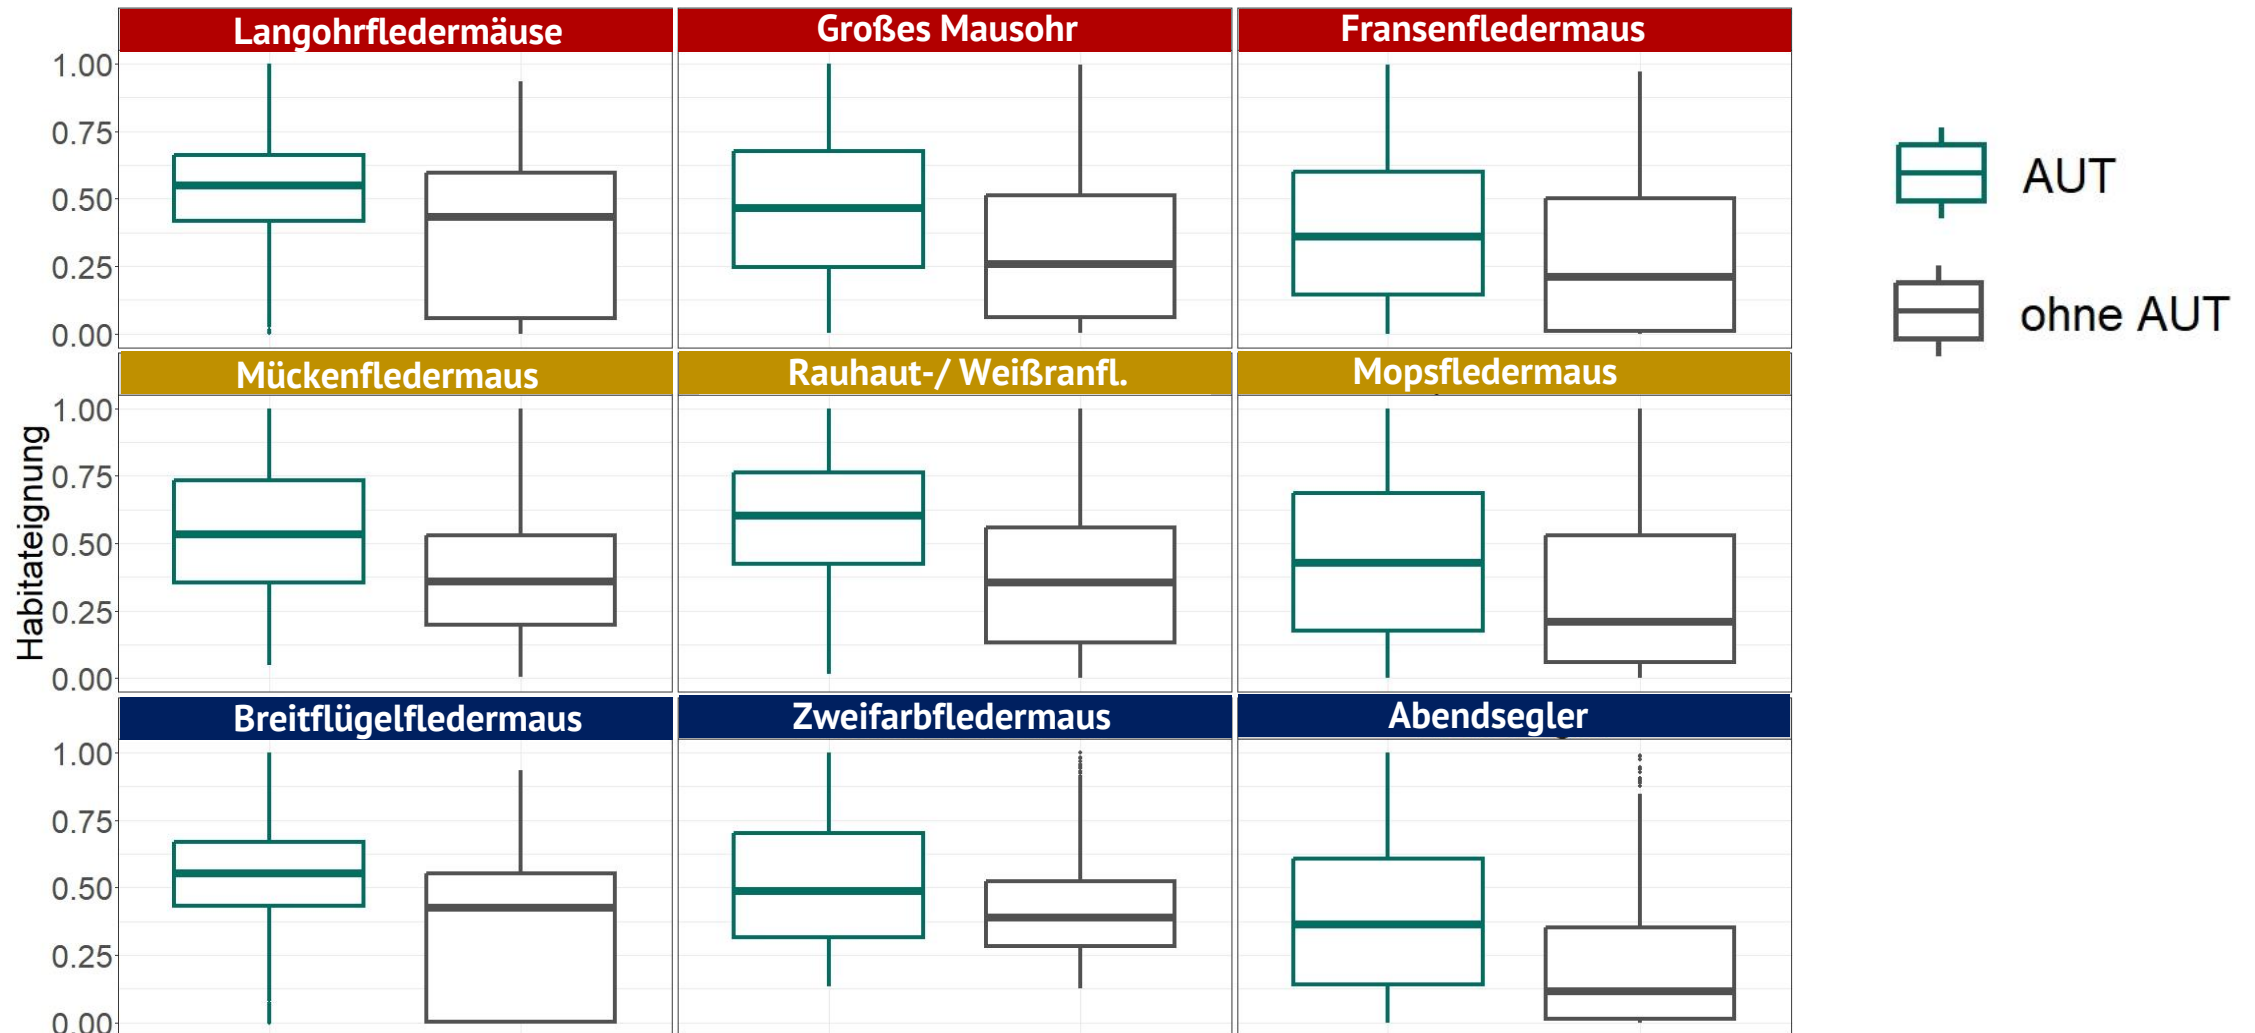 Langohrfledermäuse Großes Mausohr Fransenfledermaus
1.00
0.75
0.50
0.25
0.00
AUT
ohne AUT
Mückenfledermaus Rauhaut-/ Weißranfl. Mopsfledermaus
Habitateignung
1.00
0.75
0.50
0.25
0.00
Breitflügelfledermaus Zweifarbfledermaus Abendsegler
1.00
0.75
0.50
0.25
0.00